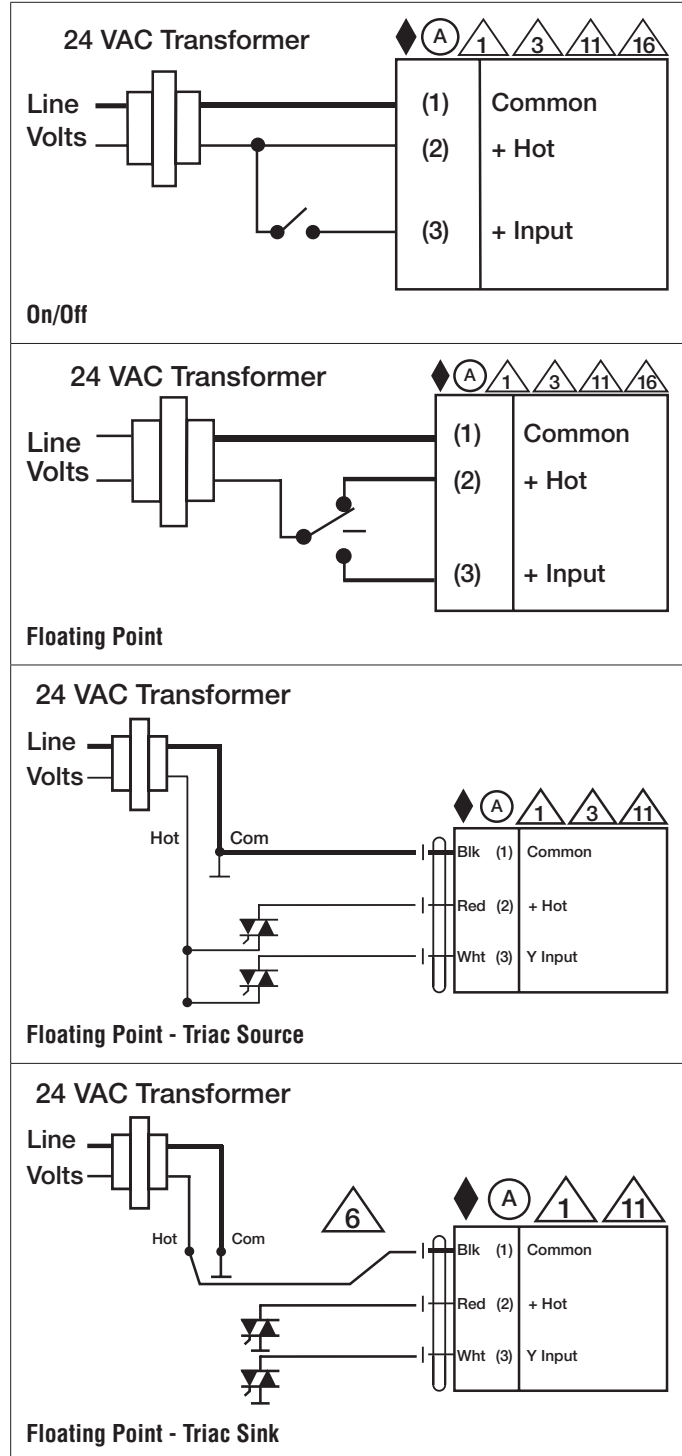 24 VAC Transformer
A 1 3 11 16
Line
Volts
(1) Common
(2) + Hot
(3) + Input
On/Off
24 VAC Transformer
A 1 3 11 16
Line
Volts
(1) Common
(2) + Hot
(3) + Input
Floating Point
24 VAC Transformer
Line
Volts
A 1 3 11
Hot Com
Blk (1) Common
Red (2) + Hot
Wht (3) Y Input
Floating Point - Triac Source
24 VAC Transformer
Line
Volts
6 A 1 11
Hot Com
Blk (1) Common
Red (2) + Hot
Wht (3) Y Input
Floating Point - Triac Sink